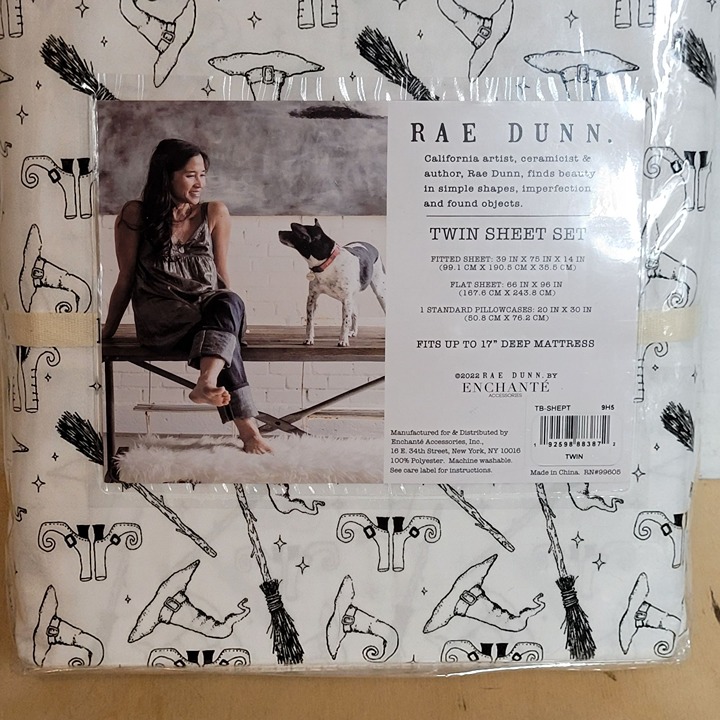 RAE DUNN.
California artist, ceramicist &
author, Rae Dunn, finds beauty
in simple shapes, imperfection
and found objects.
TWIN SHEET SET
FITTED SHEET: 39 IN X 75 IN X 14 IN
(99.1 CM X 190.5 CM X 35.5 CM)
FLAT SHEET: 66 IN X 96 IN
(167.6 CM X 243.8 CM)
1 STANDARD PILLOWCASES: 20 IN X 30 IN
(50.8 CM X 76.2 CM)
FITS UP TO 17" DEEP MATTRESS
©2022 RAE DUNN. BY
ENCHANTÉ
ACCESSORIES
TB-SHEPT 9H5
1 92598 88387 2
TWIN
Manufactured for & Distributed by
Enchanté Accessories, Inc.,
16 E. 34th Street, New York, NY 10016
100% Polyester. Machine washable.
See care label for instructions.
Made in China. RN#99605